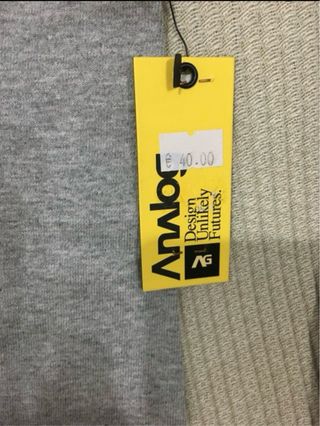 40.00
Analog
Design
Unlikely
Futures.
AG